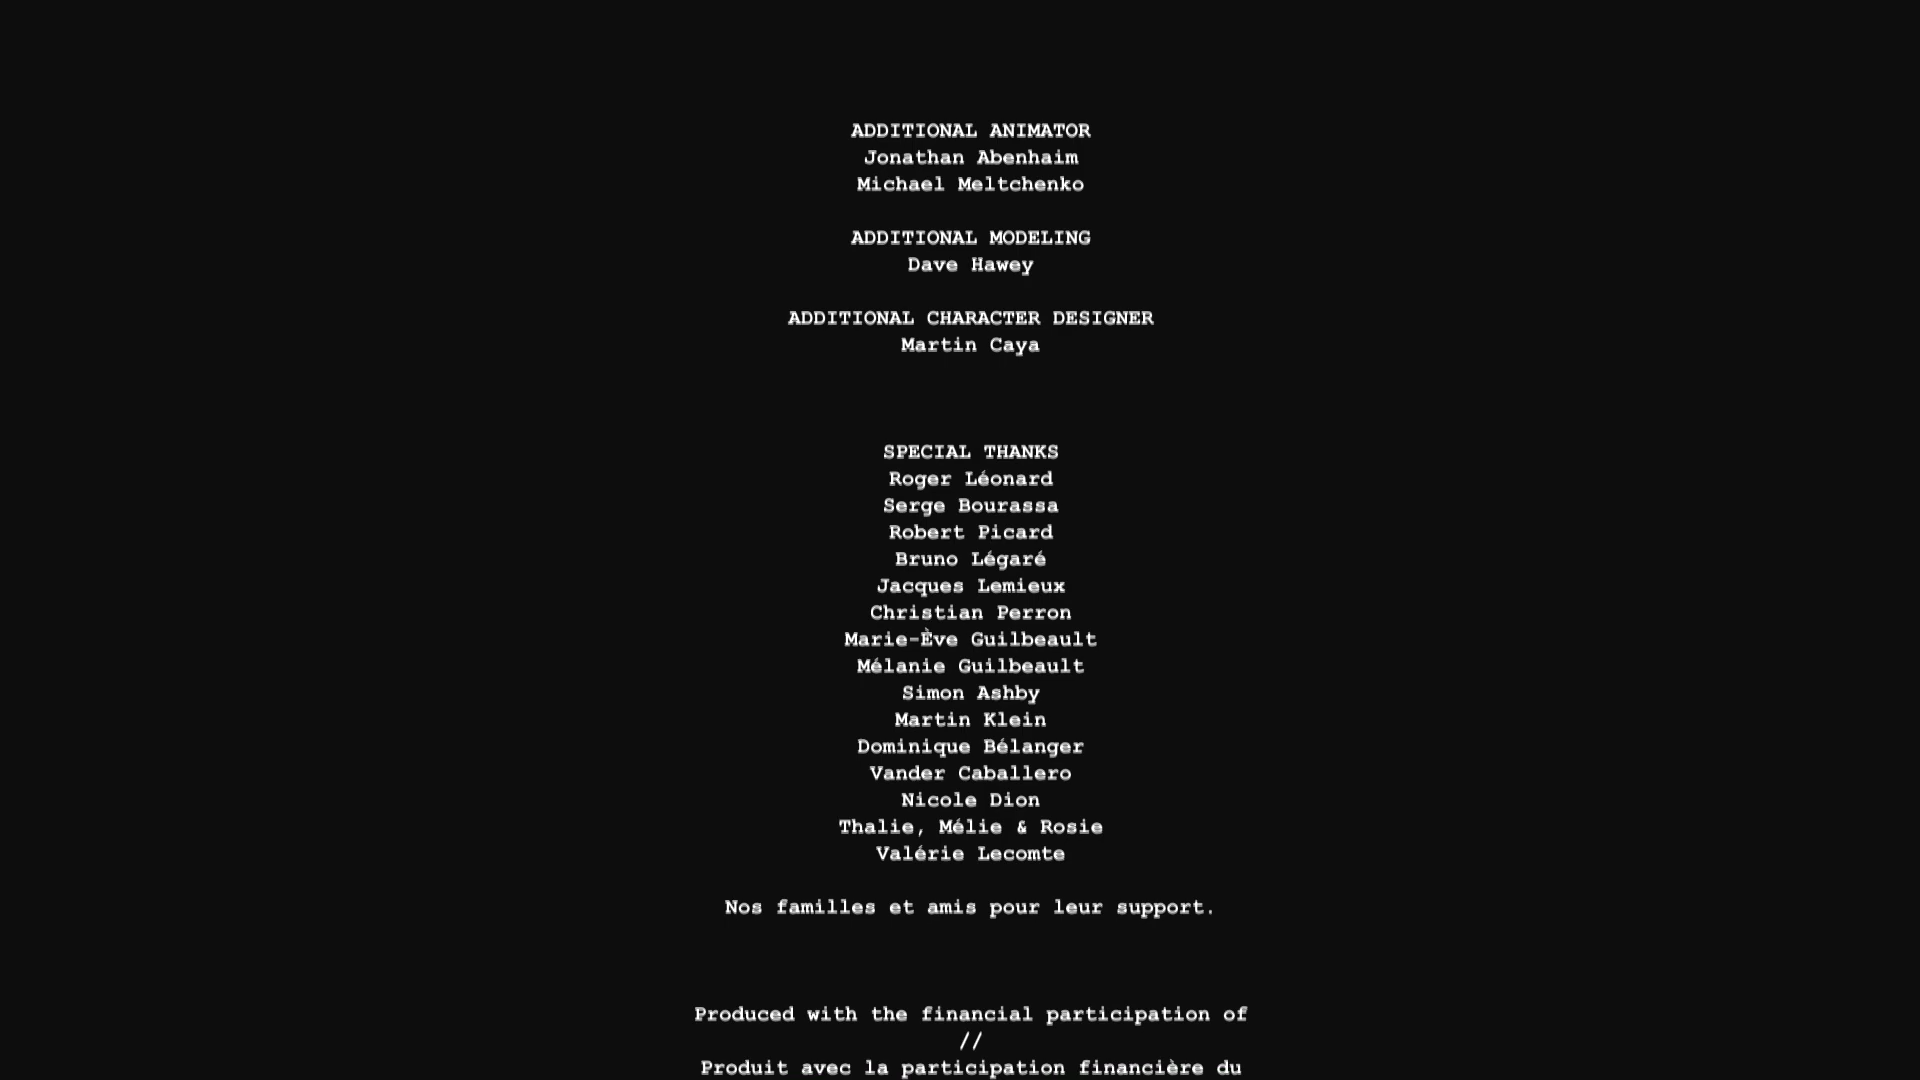 ADDITIONAL ANIMATOR
Jonathan Abenhaim
Michael Meltchenko
ADDITIONAL MODELING
Dave Hawey
ADDITIONAL CHARACTER DESIGNER
Martin Caya
SPECIAL THANKS
Roger Léonard
Serge Bourassa
Robert Picard
Bruno Légaré
Jacques Lemieux
Christian Perron
Marie-Ève Guilbeault
Mélanie Guilbeault
Simon Ashby
Martin Klein
Dominique Bélanger
Vander Caballero
Nicole Dion
Thalie, Mélie & Rosie
Valérie Lecomte
Nos familles et amis pour leur support.
Produced with the financial participation of
//
Produit avec la participation financière du